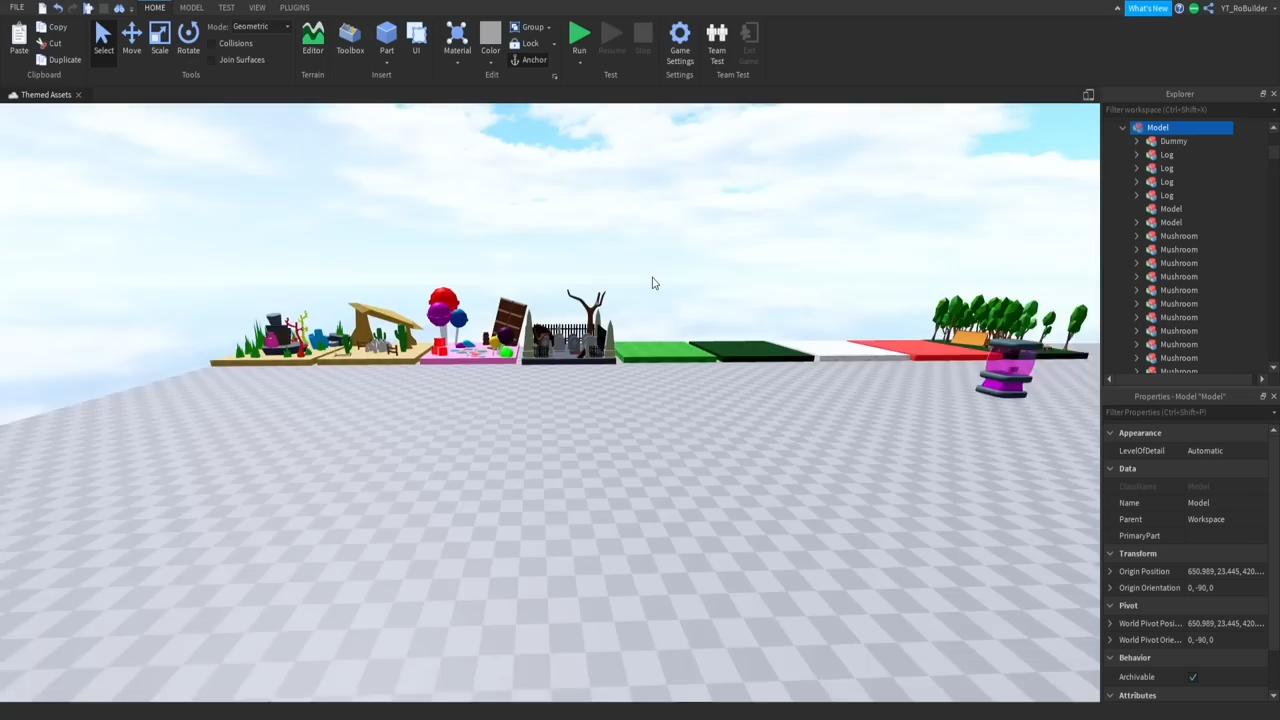 FILE HOME MODEL TEST VIEW PLUGINS What's New YT_RoBuilder
Paste Copy Cut Duplicate Clipboard
Select Move Scale Rotate Mode: Geometric Collisions Join Surfaces Tools
Editor Terrain
Toolbox Part UI Insert
Material Color Group Lock Anchor Edit
Run Resume Stop Test
Game Settings Settings
Team Test Exit Game Team Test
Themed Assets
Explorer
Filter workspace (Ctrl+Shift+X)
Model
Dummy
Log
Log
Log
Log
Model
Model
Mushroom
Mushroom
Mushroom
Mushroom
Mushroom
Mushroom
Mushroom
Mushroom
Mushroom
Mushroom
Mushroom
Properties - Model "Model"
Filter Properties (Ctrl+Shift+P)
Appearance
LevelOfDetail Automatic
Data
ClassName Model
Name Model
Parent Workspace
PrimaryPart
Transform
Origin Position 650.989, 23.445, 420....
Origin Orientation 0, -90, 0
Pivot
World Pivot Posi... 650.989, 23.445, 420....
World Pivot Orie... 0, -90, 0
Behavior
Archivable
Attributes